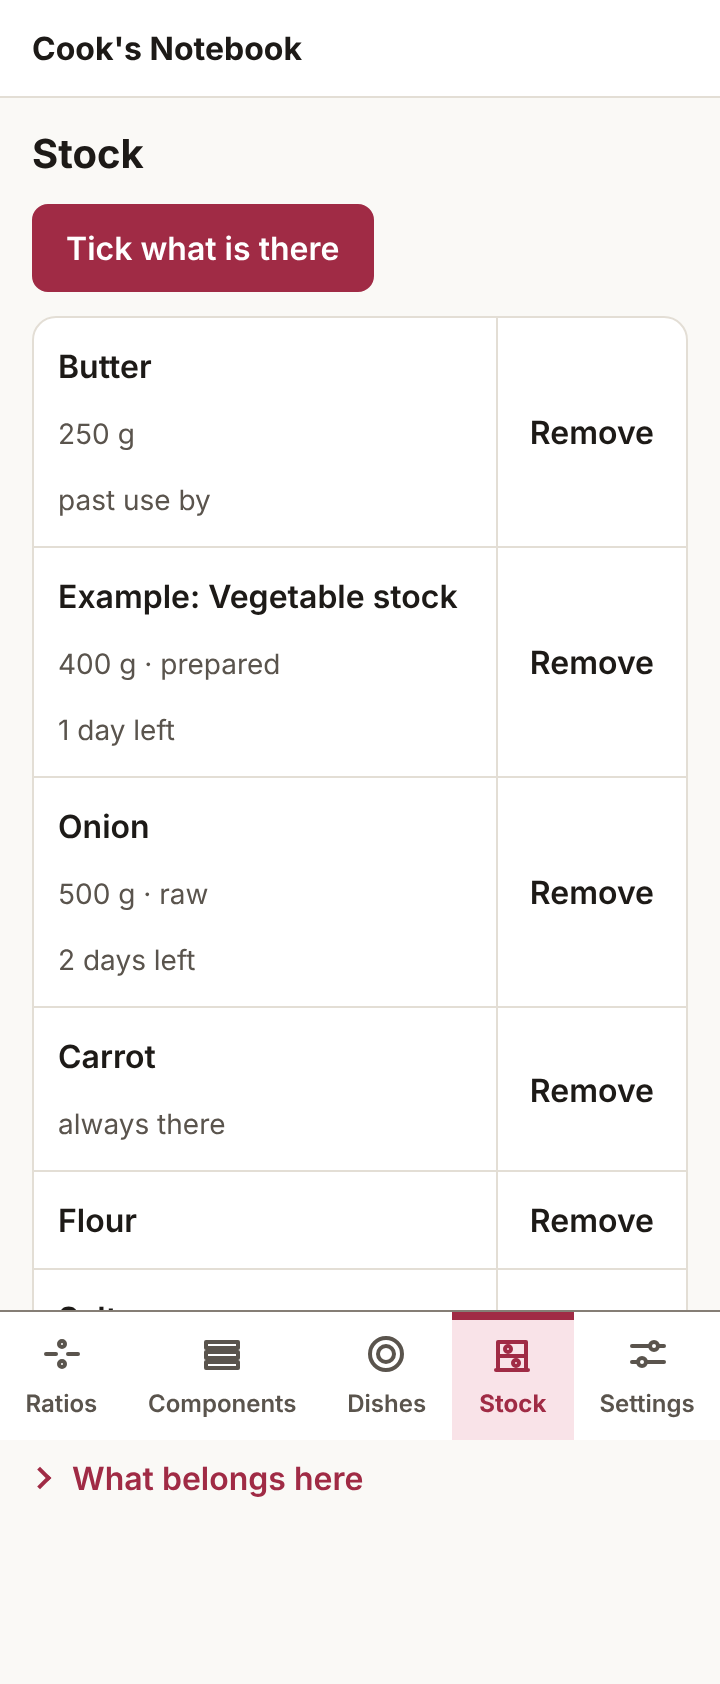 Cook's Notebook
Stock
Tick what is there
Butter
250 g
past use by
Remove
Example: Vegetable stock
400 g · prepared
1 day left
Remove
Onion
500 g · raw
2 days left
Remove
Carrot
always there
Remove
Flour
Remove
Ratios
Components
Dishes
Stock
Settings
What belongs here